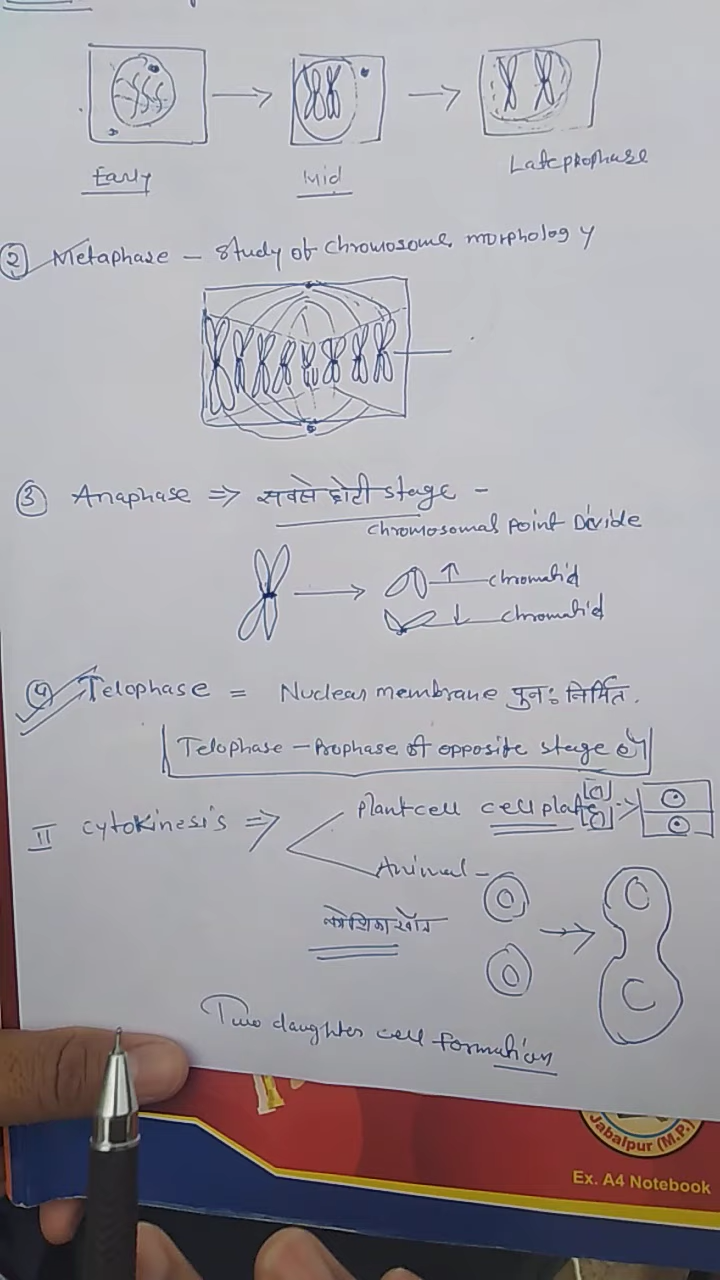 Early
Mid
Late prophase
② Metaphase – Study of chromosome morphology
③ Anaphase ⇒ सबसे छोटी stage –
Chromosomal point Divide
chromatid
chromatid
④ Telophase = Nuclear membrane पुनः निर्मित.
Telophase – Prophase of opposite stage है
II cytokinesis ⇒
Plant cell cell plate
Animal –
कोशिका खाँच
Two daughter cell formation
Jabalpur (M.P.)
Ex. A4 Notebook